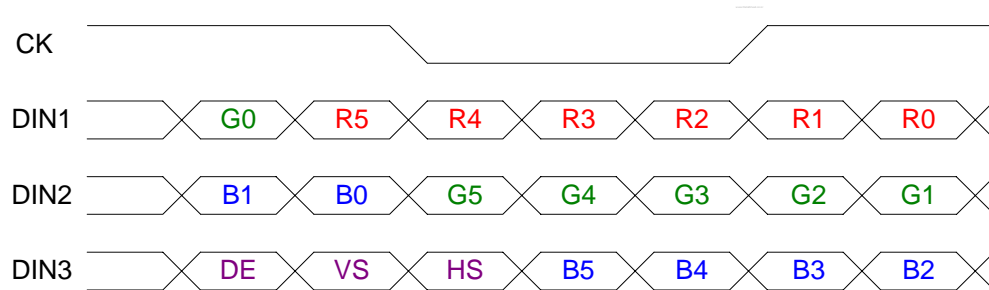 CK
DIN1 G0 R5 R4 R3 R2 R1 R0
DIN2 B1 B0 G5 G4 G3 G2 G1
DIN3 DE VS HS B5 B4 B3 B2